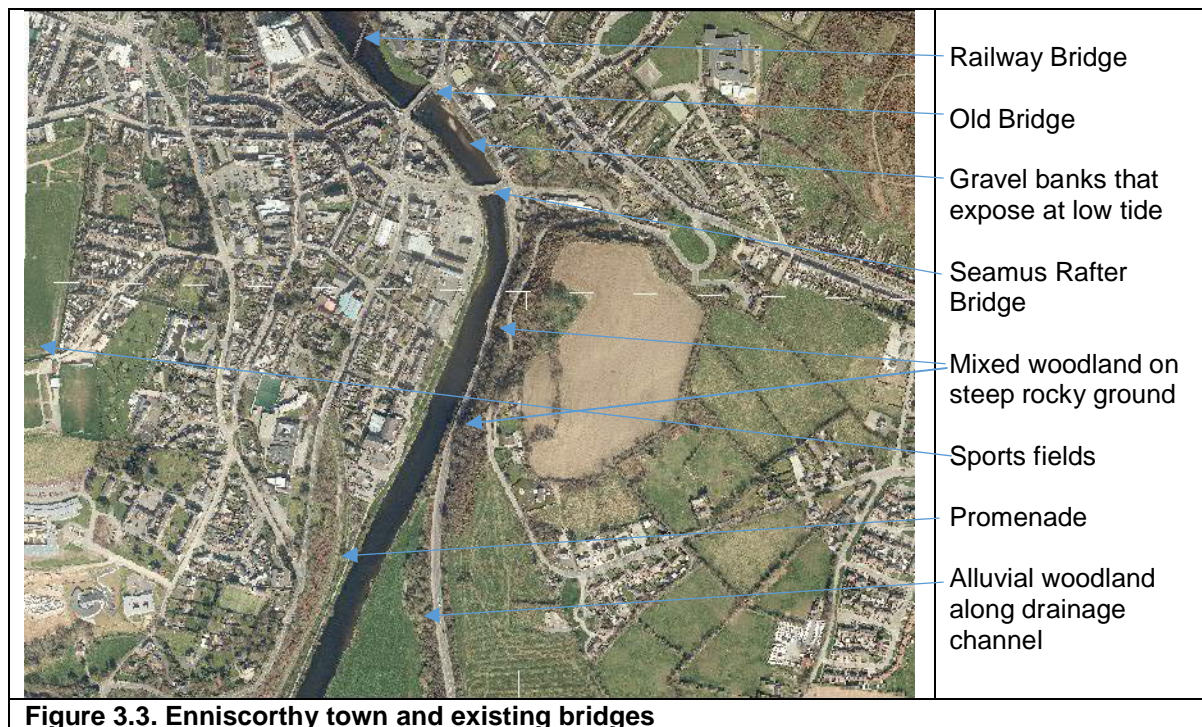 Railway Bridge
Old Bridge
Gravel banks that
expose at low tide
Seamus Rafter
Bridge
Mixed woodland on
steep rocky ground
Sports fields
Promenade
Alluvial woodland
along drainage
channel
Figure 3.3. Enniscorthy town and existing bridges